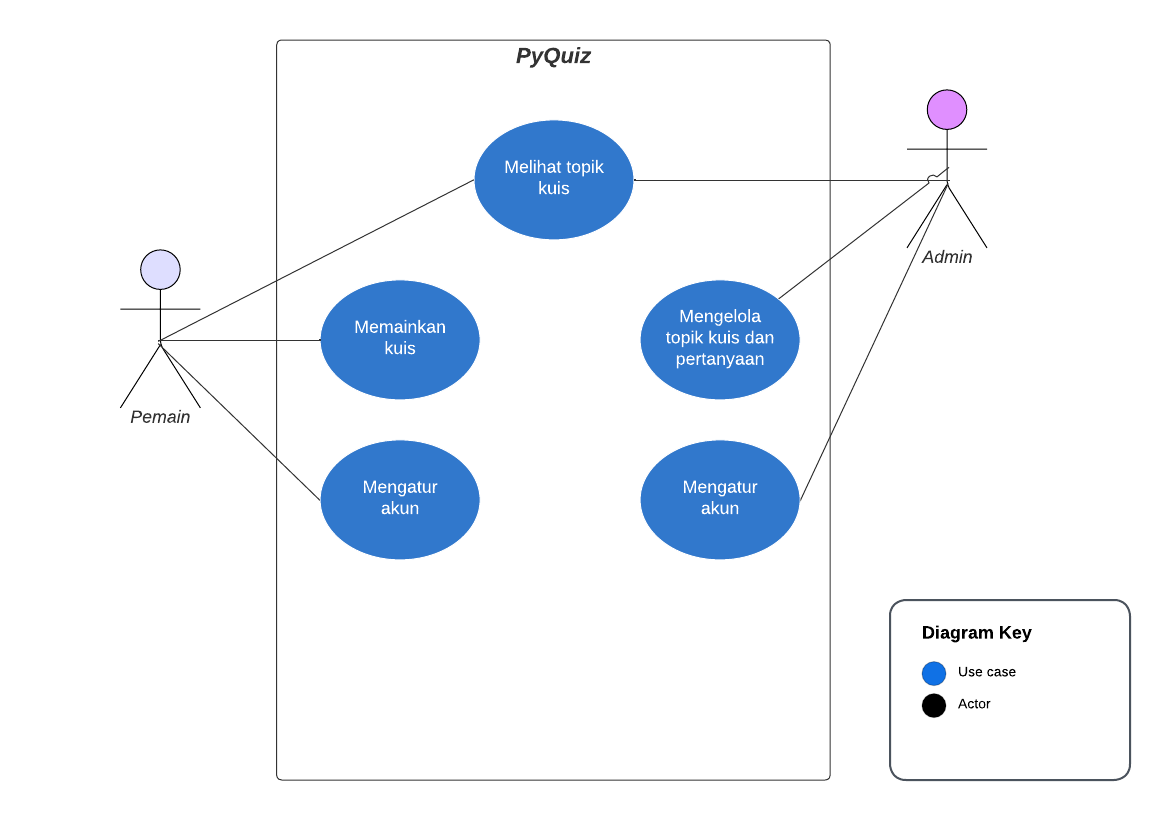 PyQuiz
Melihat topik
kuis
Admin
Memainkan
kuis
Mengelola
topik kuis dan
pertanyaan
Pemain
Mengatur
akun
Mengatur
akun
Diagram Key
Use case
Actor